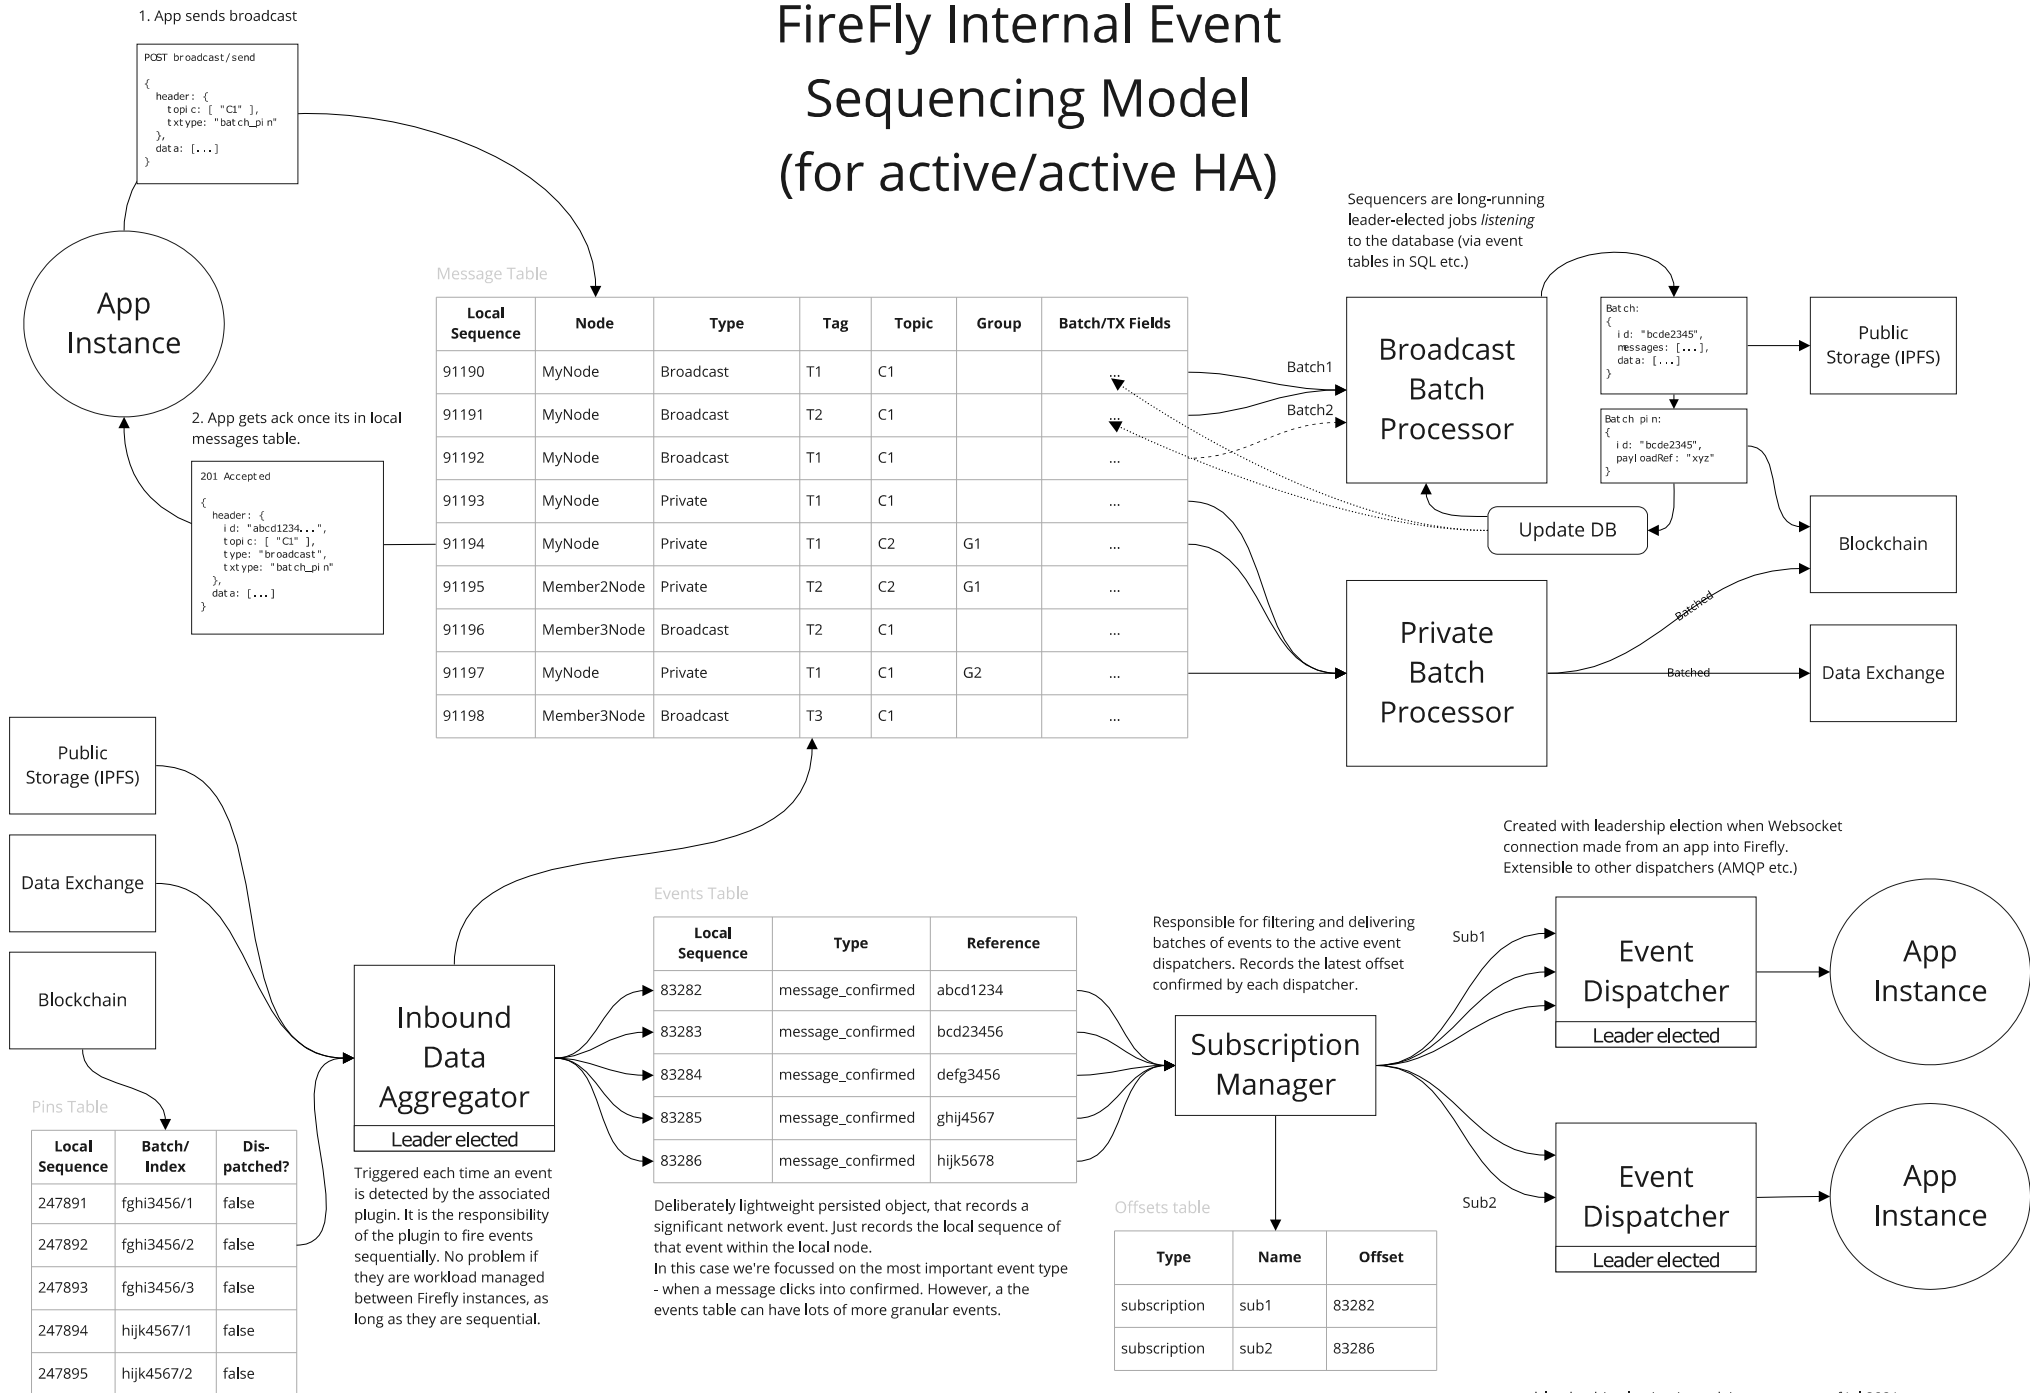 FireFly Internal Event
Sequencing Model
(for active/active HA)
1. App sends broadcast
POST broadcast/send
{
header: {
topic: [ "C1" ],
txtype: "batch_pin"
},
data: [...]
}
App
Instance
2. App gets ack once its in local
messages table.
201 Accepted
{
header: {
id: "abcd1234...",
topic: [ "C1" ],
type: "broadcast",
txtype: "batch_pin"
},
data: [...]
}
Message Table
Local
Sequence
Node
Type
Tag
Topic
Group
Batch/TX Fields
91190 MyNode Broadcast T1 C1 ...
91191 MyNode Broadcast T2 C1 ...
91192 MyNode Broadcast T1 C1 ...
91193 MyNode Private T1 C1 ...
91194 MyNode Private T1 C2 G1 ...
91195 Member2Node Private T2 C2 G1 ...
91196 Member3Node Broadcast T2 C1 ...
91197 MyNode Private T1 C1 G2 ...
91198 Member3Node Broadcast T3 C1 ...
Sequencers are long-running
leader-elected jobs listening
to the database (via event
tables in SQL etc.)
Batch1
Batch2
Broadcast
Batch
Processor
Batch:
{
id: "bcde2345",
messages: [...],
data: [...]
}
Public
Storage (IPFS)
Batch pin:
{
id: "bcde2345",
payloadRef: "xyz"
}
Update DB
Blockchain
Private
Batch
Processor
Batched
Batched
Data Exchange
Public
Storage (IPFS)
Data Exchange
Blockchain
Pins Table
Local
Sequence
Batch/
Index
Dis-
patched?
247891 fghi3456/1 false
247892 fghi3456/2 false
247893 fghi3456/3 false
247894 hijk4567/1 false
247895 hijk4567/2 false
Inbound
Data
Aggregator
Leader elected
Triggered each time an event
is detected by the associated
plugin. It is the responsibility
of the plugin to fire events
sequentially. No problem if
they are workload managed
between Firefly instances, as
long as they are sequential.
Events Table
Local
Sequence
Type
Reference
83282 message_confirmed abcd1234
83283 message_confirmed bcd23456
83284 message_confirmed defg3456
83285 message_confirmed ghij4567
83286 message_confirmed hijk5678
Deliberately lightweight persisted object, that records a
significant network event. Just records the local sequence of
that event within the local node.
In this case we're focussed on the most important event type
- when a message clicks into confirmed. However, a the
events table can have lots of more granular events.
Responsible for filtering and delivering
batches of events to the active event
dispatchers. Records the latest offset
confirmed by each dispatcher.
Subscription
Manager
Offsets table
Type Name Offset
subscription sub1 83282
subscription sub2 83286
Created with leadership election when Websocket
connection made from an app into Firefly.
Extensible to other dispatchers (AMQP etc.)
Sub1
Event
Dispatcher
Leader elected
App
Instance
Sub2
Event
Dispatcher
Leader elected
App
Instance